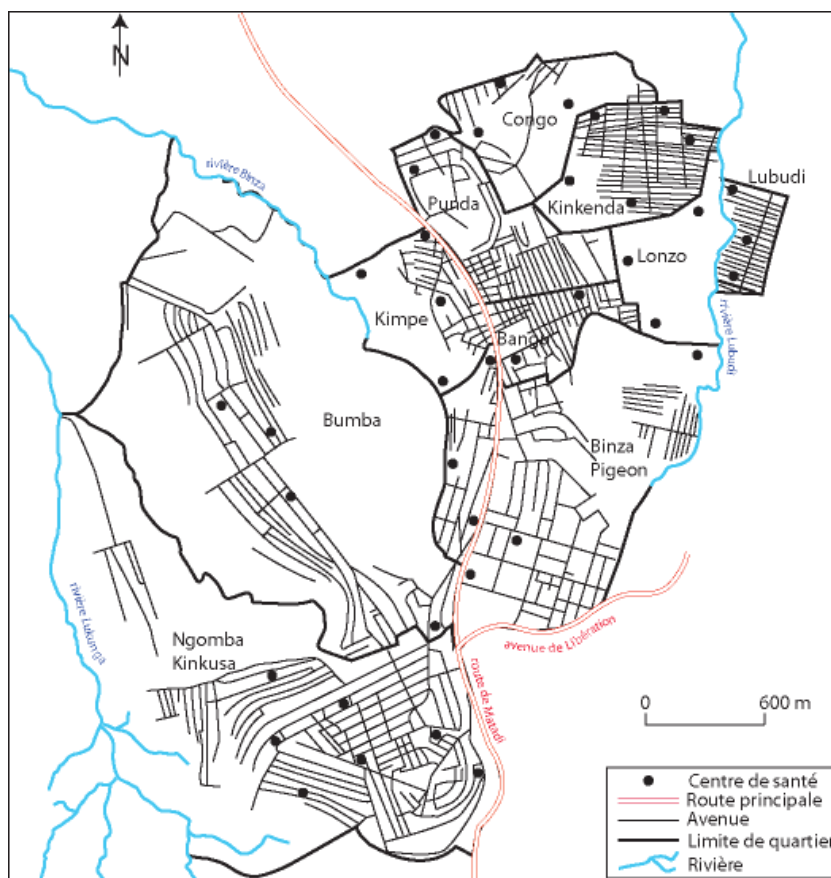 N
rivière Binza
Congo
Lubudi
Punda
Kinkenda
Lonzo
Kimpe
rivière Lubudi
Bangu
Bumba
Binza
Pigeon
rivière Lukunga
Ngomba
Kinkusa
avenue de Libération
route de Matadi
0 600 m
Centre de santé
Route principale
Avenue
Limite de quartier
Rivière